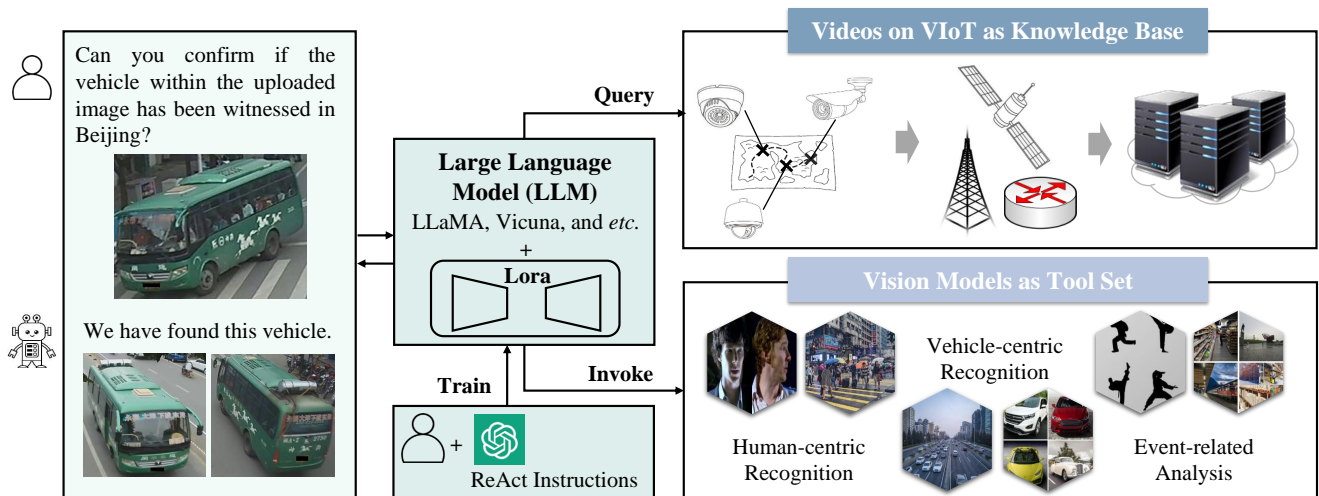 Can you confirm if the
vehicle within the uploaded
image has been witnessed in
Beijing?
We have found this vehicle.
Large Language
Model (LLM)
LLaMA, Vicuna, and etc.
+
Lora
Train
+
ReAct Instructions
Query
Invoke
Videos on VIoT as Knowledge Base
Vision Models as Tool Set
Human-centric
Recognition
Vehicle-centric
Recognition
Event-related
Analysis